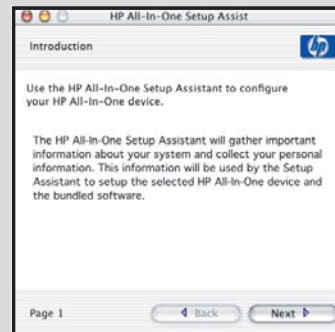 HP All-In-One Setup Assist
Introduction
hp
Use the HP All-In-One Setup Assistant to configure
your HP All-In-One device.
The HP All-In-One Setup Assistant will gather important
information about your system and collect your personal
information. This information will be used by the Setup
Assistant to setup the selected HP All-In-One device and
the bundled software.
Page 1
Back
Next